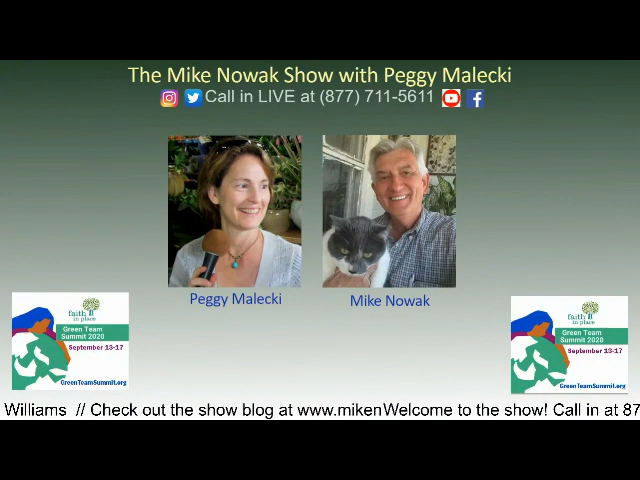 The Mike Nowak Show with Peggy Malecki
Call in LIVE at (877) 711-5611
Peggy Malecki
Mike Nowak
faith
in place
Green Team
Summit 2020
September 13-17
GreenTeamSummit.org
faith
in place
Green Team
Summit 2020
September 13-17
GreenTeamSummit.org
Williams // Check out the show blog at www.mikenWelcome to the show! Call in at 87